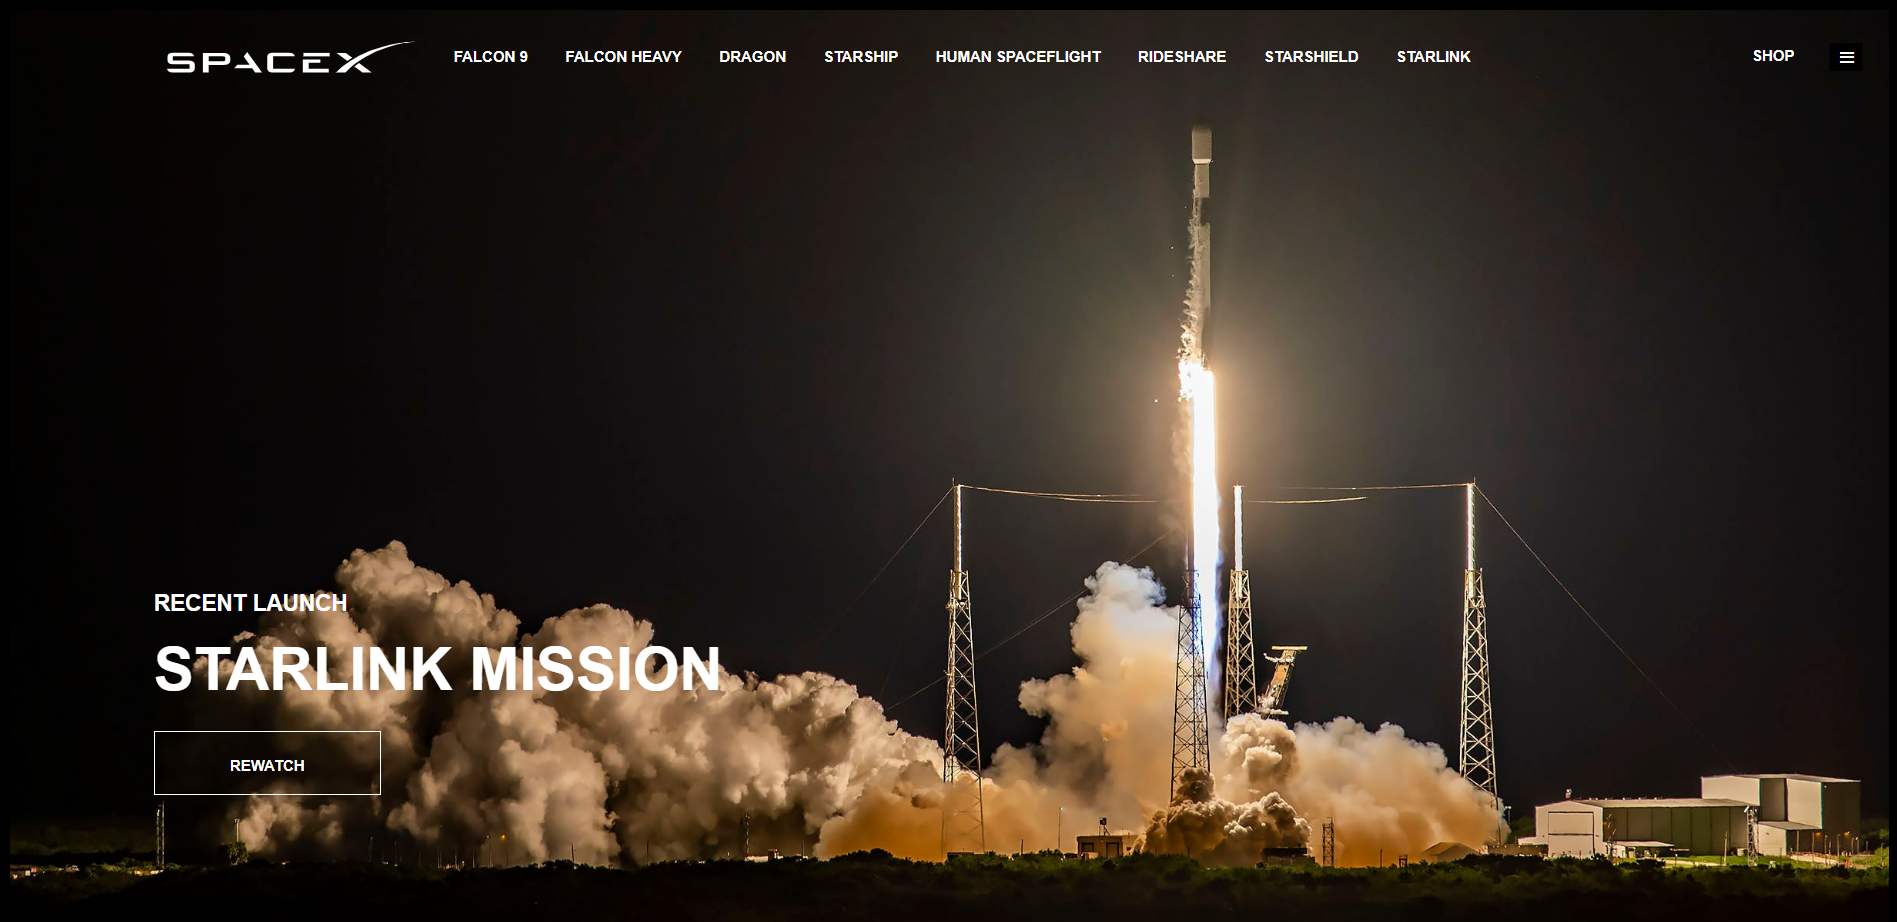 SPACEX
FALCON 9
FALCON HEAVY
DRAGON
STARSHIP
HUMAN SPACEFLIGHT
RIDESHARE
STARSHIELD
STARLINK
SHOP
RECENT LAUNCH
STARLINK MISSION
REWATCH